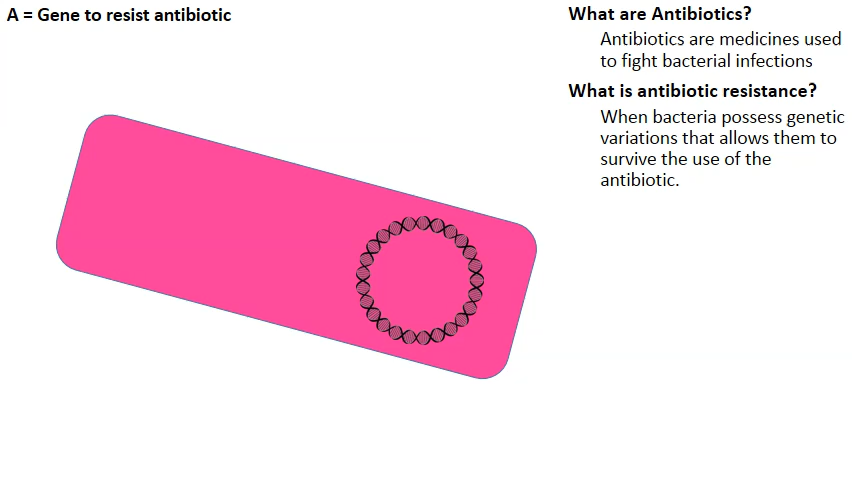 A = Gene to resist antibiotic
What are Antibiotics?
Antibiotics are medicines used
to fight bacterial infections
What is antibiotic resistance?
When bacteria possess genetic
variations that allows them to
survive the use of the
antibiotic.